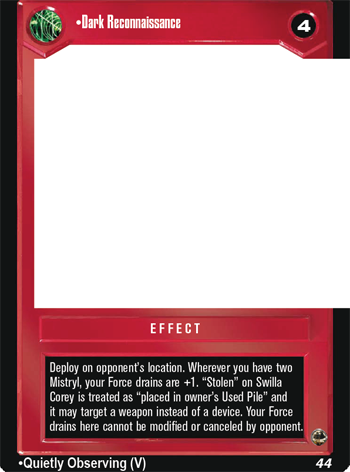 •Dark Reconnaissance
4
EFFECT
Deploy on opponent's location. Wherever you have two
Mistryl, your Force drains are +1. “Stolen” on Swilla
Corey is treated as “placed in owner’s Used Pile” and
it may target a weapon instead of a device. Your Force
drains here cannot be modified or canceled by opponent.
•Quietly Observing (V)
44